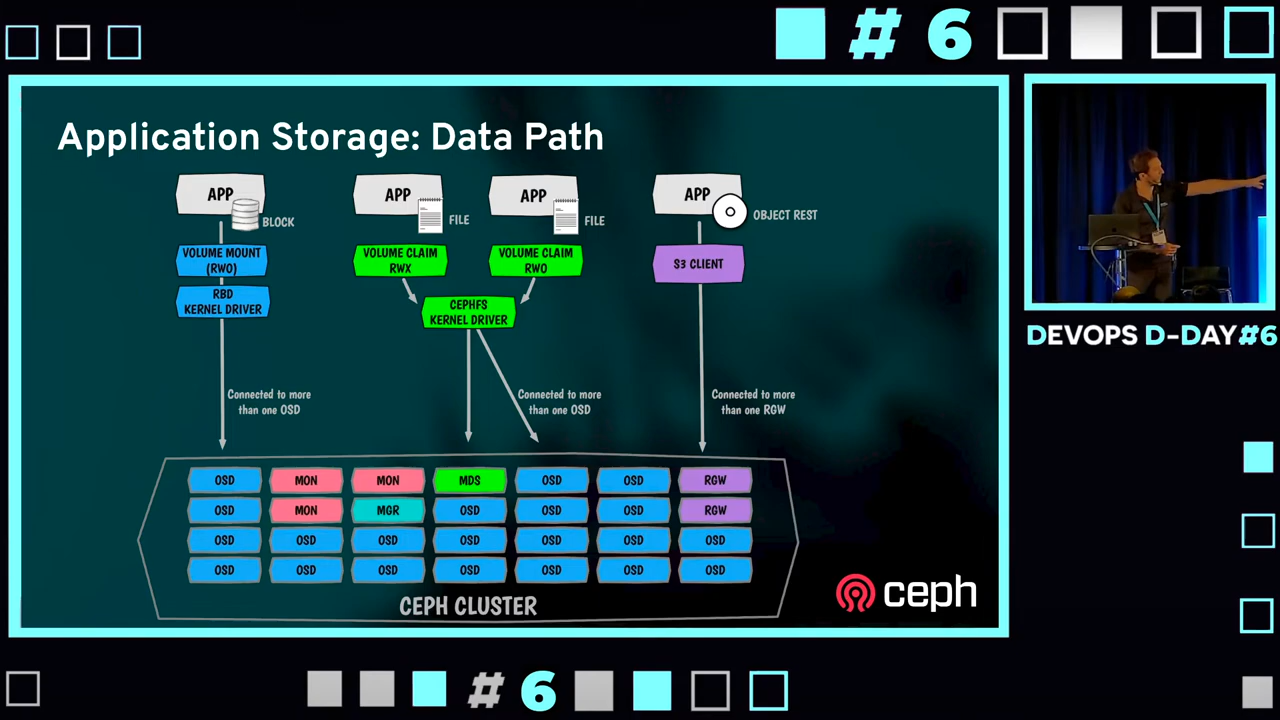 # 6
Application Storage: Data Path
APP
BLOCK
VOLUME MOUNT
(RWO)
RBD
KERNEL DRIVER
Connected to more
than one OSD
APP
FILE
VOLUME CLAIM
RWX
APP
FILE
VOLUME CLAIM
RWO
CEPHFS
KERNEL DRIVER
Connected to more
than one OSD
APP
OBJECT REST
S3 CLIENT
Connected to more
than one RGW
OSD MON MON MDS OSD OSD RGW
OSD MON MGR OSD OSD OSD RGW
OSD OSD OSD OSD OSD OSD OSD
OSD OSD OSD OSD OSD OSD OSD
CEPH CLUSTER
ceph
DEVOPS D-DAY#6
# 6